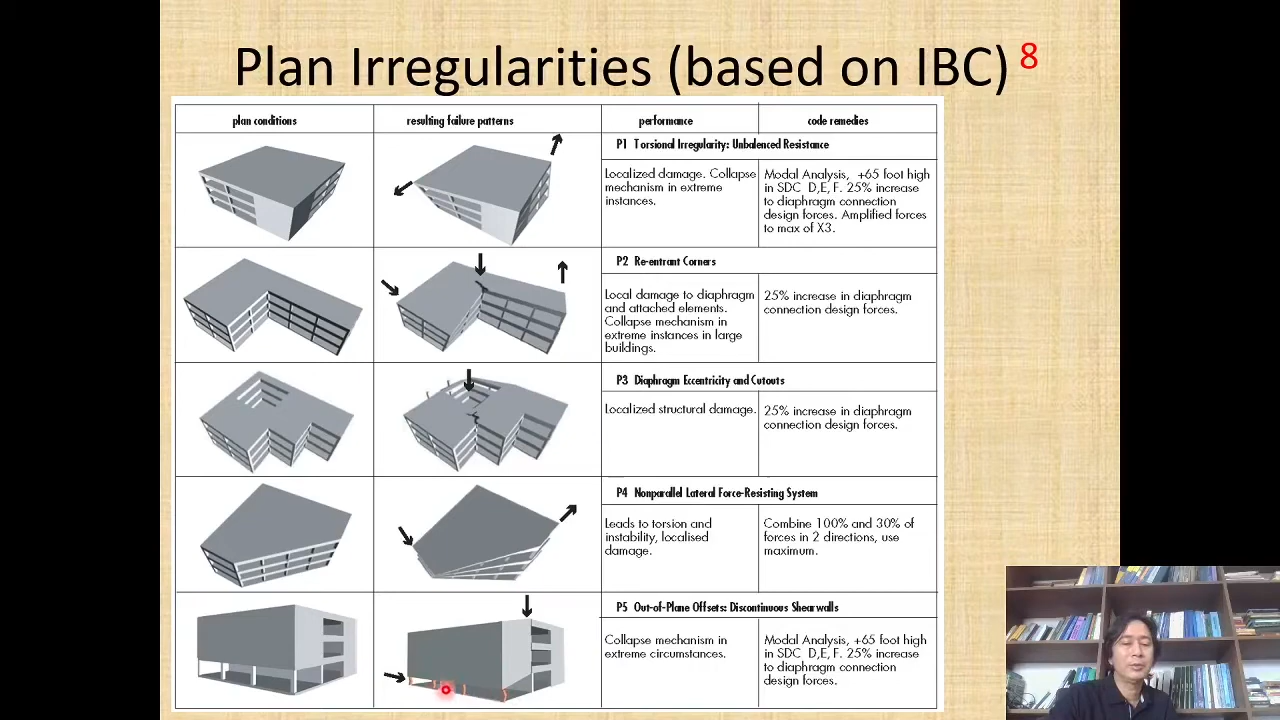 Plan Irregularities (based on IBC) 8
plan conditions
resulting failure patterns
performance
code remedies
P1 Torsional Irregularity: Unbalenced Resistance
Localized damage. Collapse
mechanism in extreme
instances.
Modal Analysis, +65 foot high
in SDC D,E, F. 25% increase
to diaphragm connection
design forces. Amplified forces
to max of X3.
P2 Re-entrant Corners
Local damage to diaphragm
and attached elements.
Collapse mechanism in
extreme instances in large
buildings.
25% increase in diaphragm
connection design forces.
P3 Diaphragm Eccentricity and Cutouts
Localized structural damage.
25% increase in diaphragm
connection design forces.
P4 Nonparallel Lateral Force-Resisting System
Leads to torsion and
instability, localised
damage.
Combine 100% and 30% of
forces in 2 directions, use
maximum.
P5 Out-of-Plane Offsets: Discontinuous Shearwalls
Collapse mechanism in
extreme circumstances.
Modal Analysis, +65 foot high
in SDC D,E, F. 25% increase
to diaphragm connection
design forces.